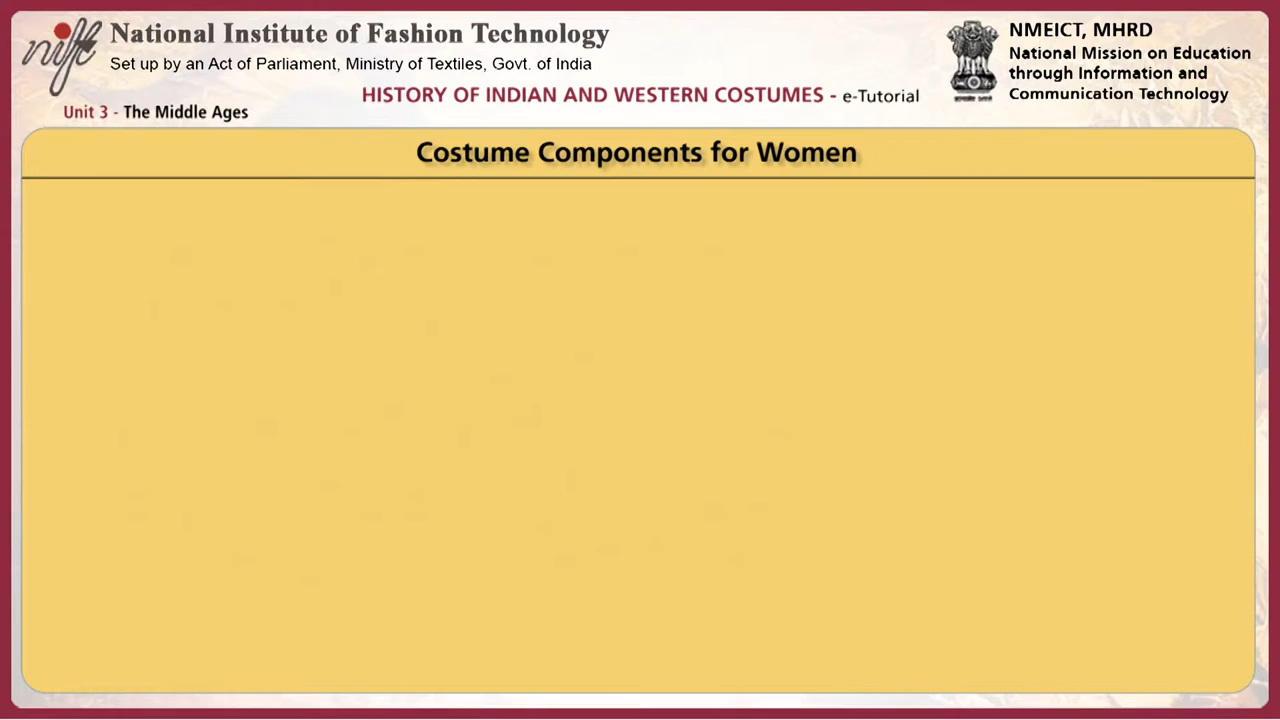 nift
National Institute of Fashion Technology
Set up by an Act of Parliament, Ministry of Textiles, Govt. of India
HISTORY OF INDIAN AND WESTERN COSTUMES - e-Tutorial
Unit 3 - The Middle Ages
NMEICT, MHRD
National Mission on Education
through Information and
Communication Technology
Costume Components for Women